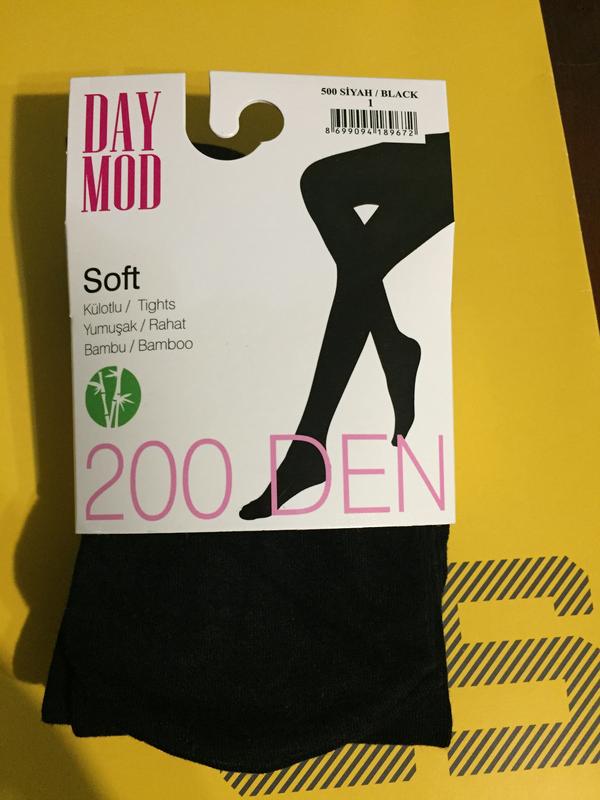 DAY
MOD
500 SİYAH / BLACK
1
8 699094 189672
Soft
Külotlu / Tights
Yumuşak / Rahat
Bambu / Bamboo
200 DEN